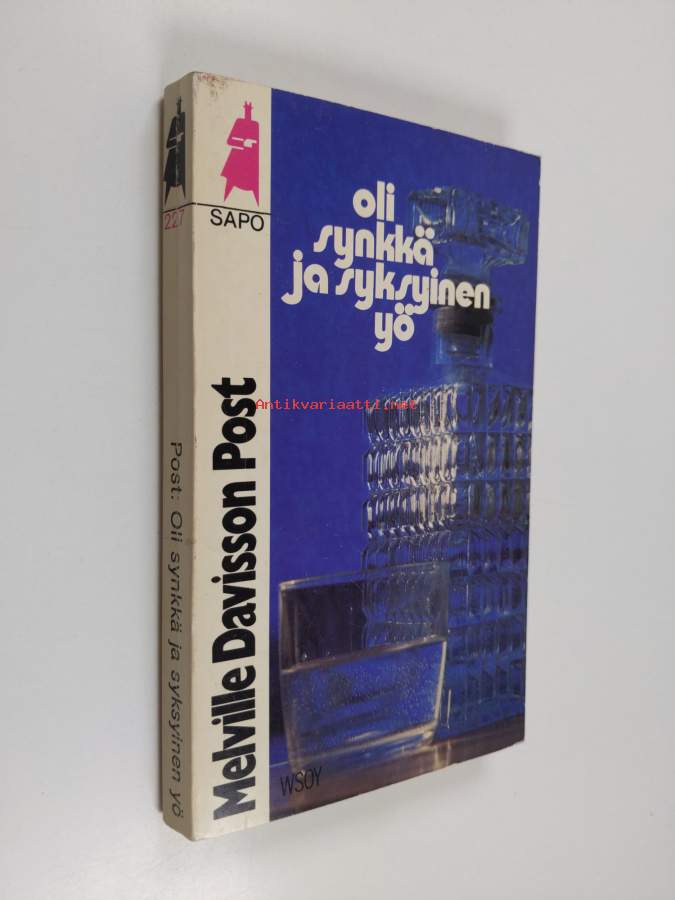 227
SAPO
oli
synkkä
ja syksyinen
yö
Antikvariaatti.net
Melville Davisson Post
Post: Oli synkkä ja syksyinen yö
WSOY